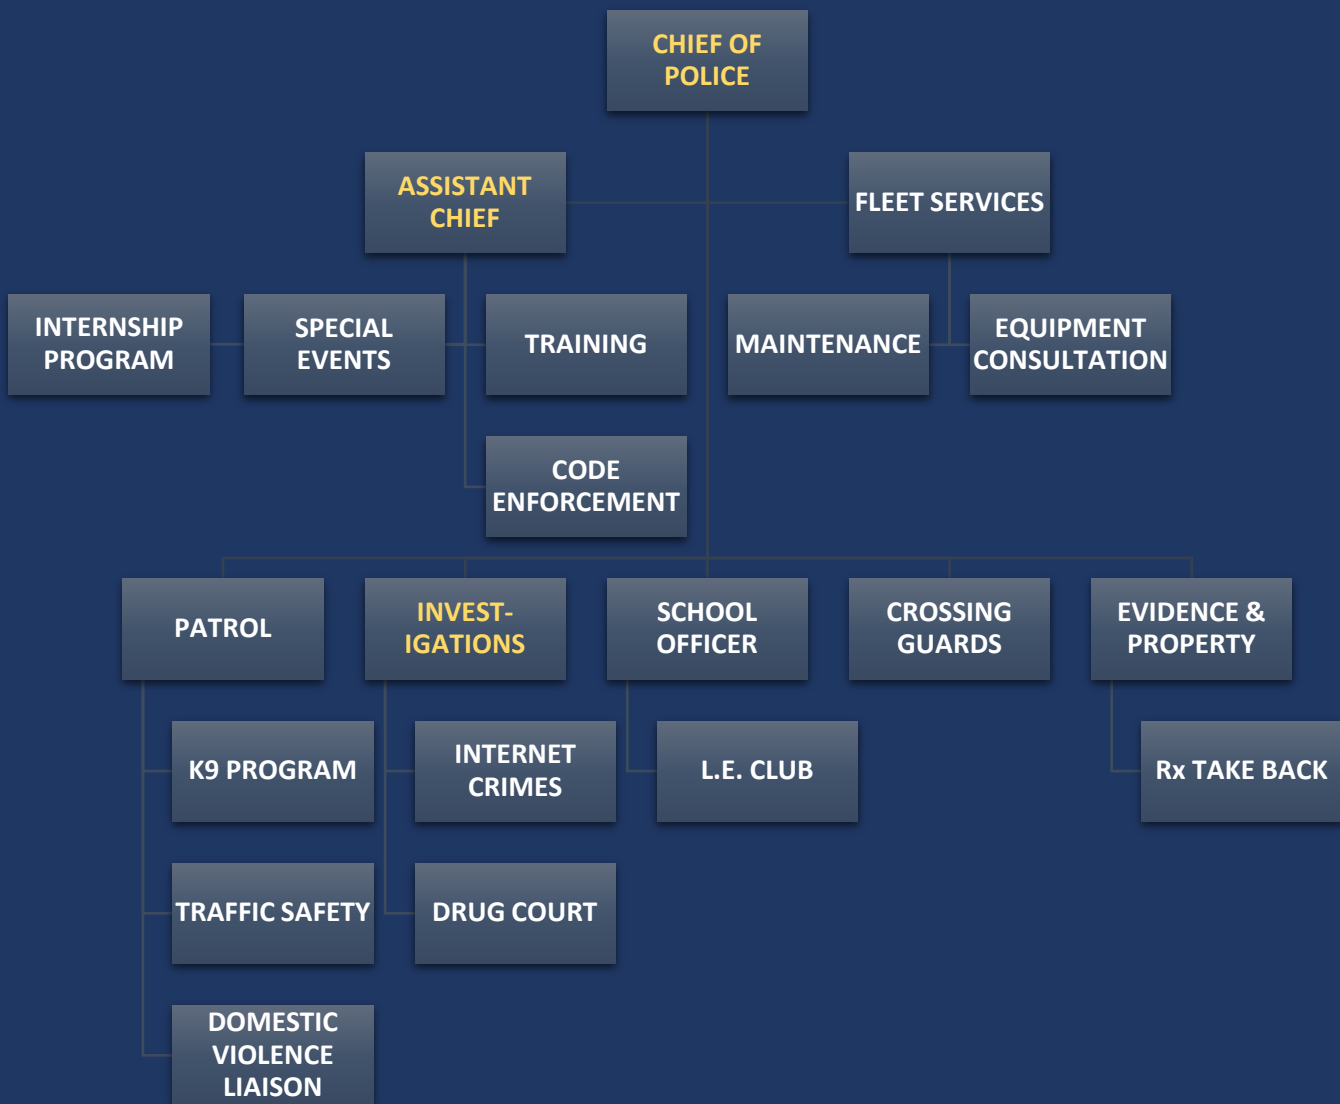 CHIEF OF
POLICE
ASSISTANT
CHIEF
FLEET SERVICES
INTERNSHIP
PROGRAM
SPECIAL
EVENTS
TRAINING
MAINTENANCE
EQUIPMENT
CONSULTATION
CODE
ENFORCEMENT
PATROL
INVEST-
IGATIONS
SCHOOL
OFFICER
CROSSING
GUARDS
EVIDENCE &
PROPERTY
K9 PROGRAM
INTERNET
CRIMES
L.E. CLUB
Rx TAKE BACK
TRAFFIC SAFETY
DRUG COURT
DOMESTIC
VIOLENCE
LIAISON